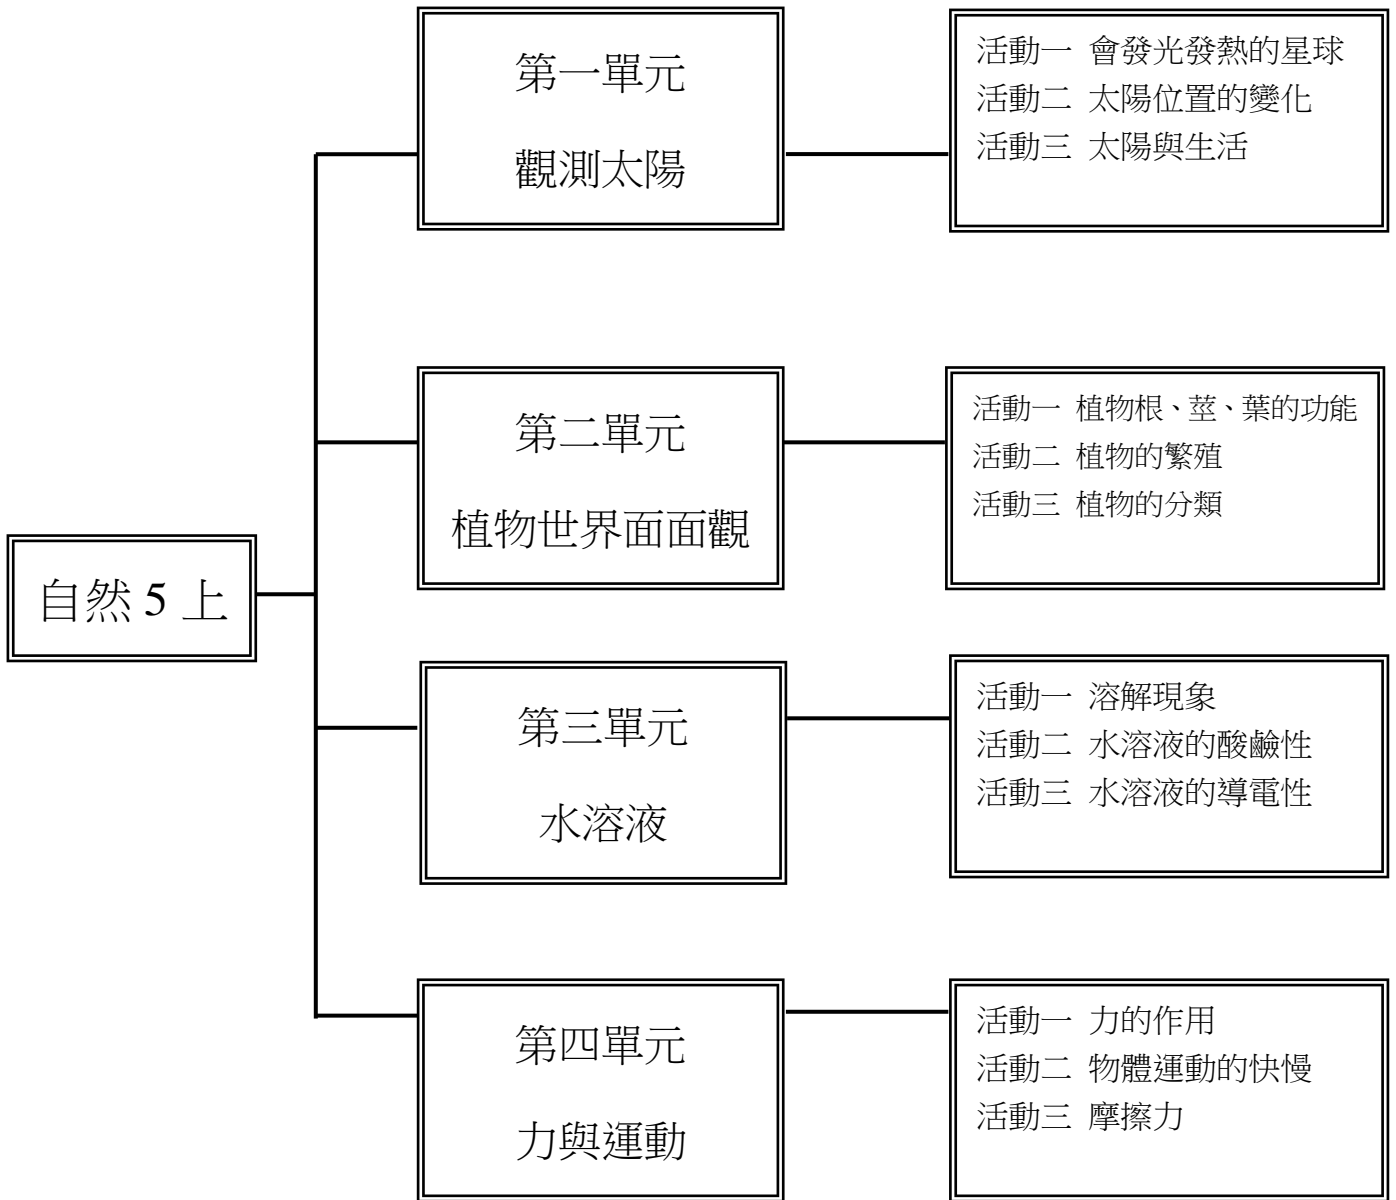 自然 5 上
第一單元
觀測太陽
活動一 會發光發熱的星球
活動二 太陽位置的變化
活動三 太陽與生活
第二單元
植物世界面面觀
活動一 植物根、莖、葉的功能
活動二 植物的繁殖
活動三 植物的分類
第三單元
水溶液
活動一 溶解現象
活動二 水溶液的酸鹼性
活動三 水溶液的導電性
第四單元
力與運動
活動一 力的作用
活動二 物體運動的快慢
活動三 摩擦力